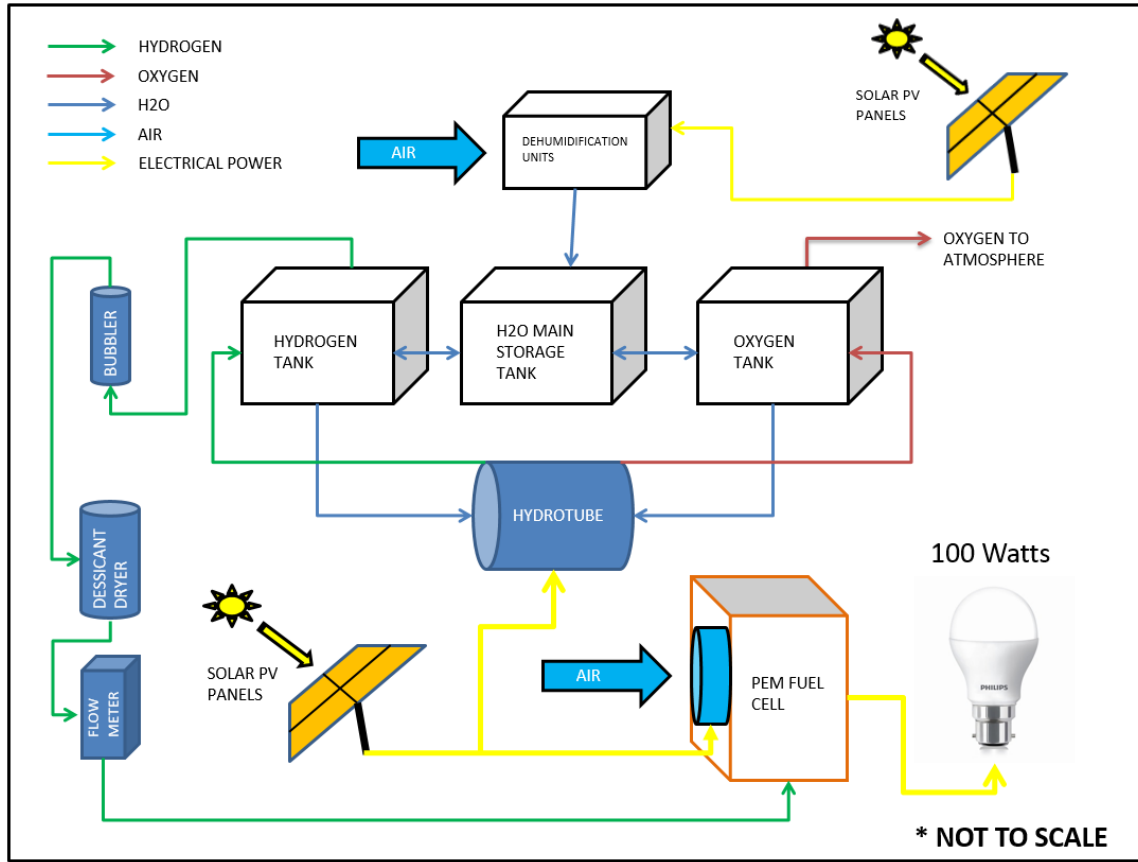 HYDROGEN
OXYGEN
H2O
AIR
ELECTRICAL POWER
SOLAR PV
PANELS
AIR
DEHUMIDIFICATION
UNITS
OXYGEN TO
ATMOSPHERE
BUBBLER
HYDROGEN
TANK
H2O MAIN
STORAGE
TANK
OXYGEN
TANK
HYDROTUBE
DESSICANT
DRYER
FLOW
METER
SOLAR PV
PANELS
AIR
PEM FUEL
CELL
100 Watts
PHILIPS
* NOT TO SCALE